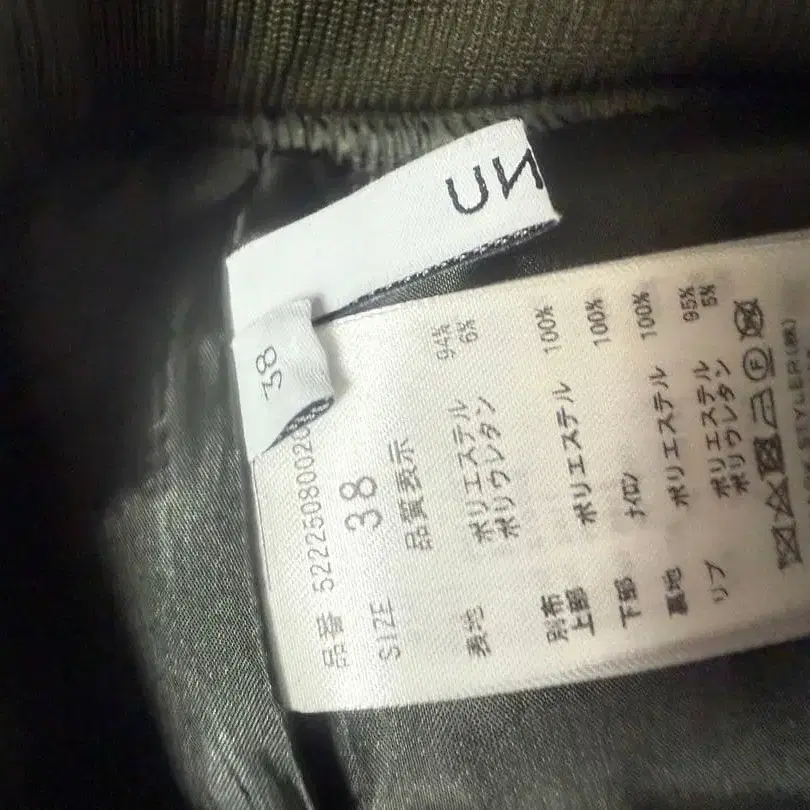 UN
38
品番 5222508002
SIZE 38
品質表示
表地 ポリエステル 94%
ポリウレタン 6%
別布
上部 ポリエステル 100%
下部 ナイロン 100%
裏地 ポリエステル 100%
リブ ポリエステル 95%
ポリウレタン 5%
F
STYLER(株)